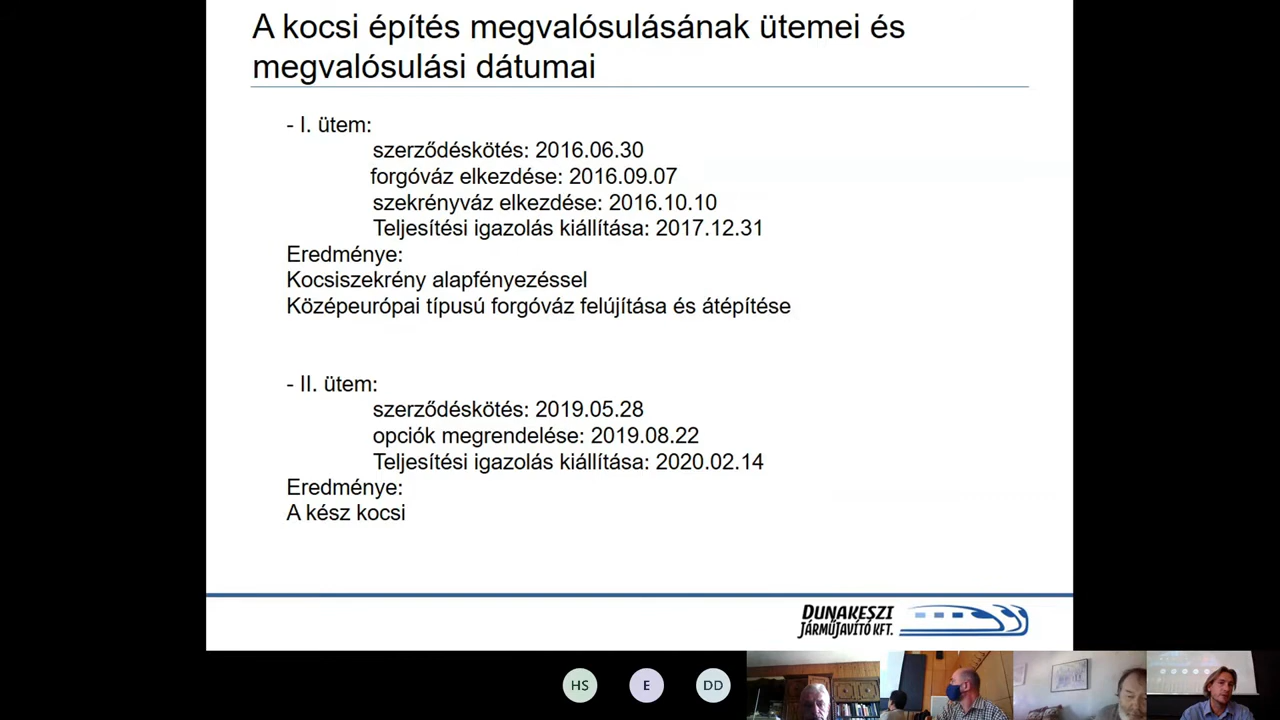 A kocsi építés megvalósulásának ütemei és
megvalósulási dátumai
- I. ütem:
szerződéskötés: 2016.06.30
forgóváz elkezdése: 2016.09.07
szekrényváz elkezdése: 2016.10.10
Teljesítési igazolás kiállítása: 2017.12.31
Eredménye:
Kocsiszekrény alapfényezéssel
Középeurópai típusú forgóváz felújítása és átépítése
- II. ütem:
szerződéskötés: 2019.05.28
opciók megrendelése: 2019.08.22
Teljesítési igazolás kiállítása: 2020.02.14
Eredménye:
A kész kocsi
DUNAKESZI
JÁRMŰJAVÍTÓ KFT.
HS
E
DD